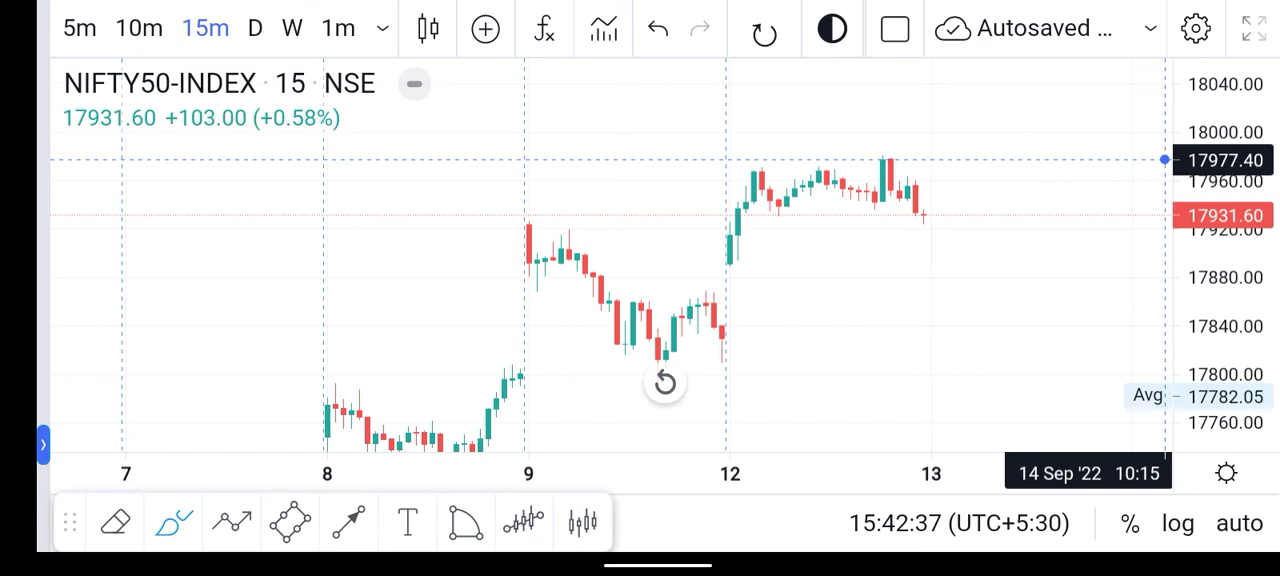 5m 10m 15m D W 1m Autosaved ...
NIFTY50-INDEX · 15 · NSE
17931.60 +103.00 (+0.58%)
18040.00
18000.00
17977.40
17960.00
17931.60
17920.00
17880.00
17840.00
17800.00
Avg 17782.05
17760.00
7 8 9 12 13 14 Sep '22 10:15
T 15:42:37 (UTC+5:30) % log auto